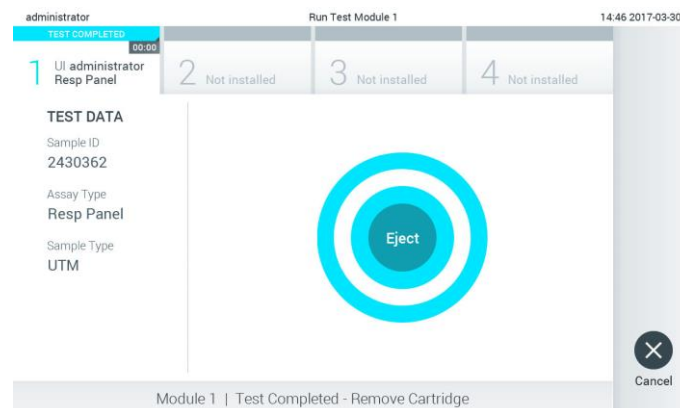 administrator Run Test Module 1 14:46 2017-03-30
TEST COMPLETED
00:00
1 UI administrator
Resp Panel
2 Not installed
3 Not installed
4 Not installed
TEST DATA
Sample ID
2430362
Assay Type
Resp Panel
Sample Type
UTM
Eject
Cancel
Module 1 | Test Completed - Remove Cartridge